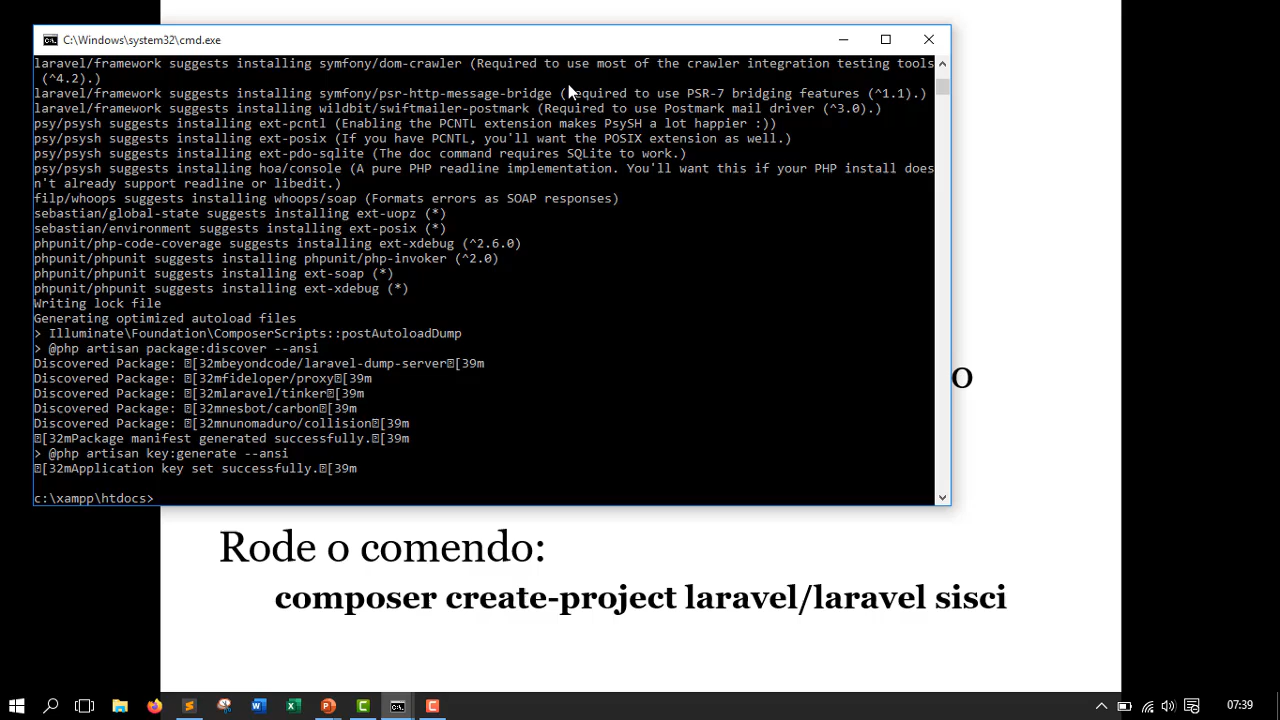 C:\Windows\system32\cmd.exe
laravel/framework suggests installing symfony/dom-crawler (Required to use most of the crawler integration testing tools
(^4.2).)
laravel/framework suggests installing symfony/psr-http-message-bridge (Required to use PSR-7 bridging features (^1.1).)
laravel/framework suggests installing wildbit/swiftmailer-postmark (Required to use Postmark mail driver (^3.0).)
psy/psysh suggests installing ext-pcntl (Enabling the PCNTL extension makes PsySH a lot happier :))
psy/psysh suggests installing ext-posix (If you have PCNTL, you'll want the POSIX extension as well.)
psy/psysh suggests installing ext-pdo-sqlite (The doc command requires SQLite to work.)
psy/psysh suggests installing hoa/console (A pure PHP readline implementation. You'll want this if your PHP install does
n't already support readline or libedit.)
filp/whoops suggests installing whoops/soap (Formats errors as SOAP responses)
sebastian/global-state suggests installing ext-uopz (*)
sebastian/environment suggests installing ext-posix (*)
phpunit/php-code-coverage suggests installing ext-xdebug (^2.6.0)
phpunit/phpunit suggests installing phpunit/php-invoker (^2.0)
phpunit/phpunit suggests installing ext-soap (*)
phpunit/phpunit suggests installing ext-xdebug (*)
Writing lock file
Generating optimized autoload files
> Illuminate\Foundation\ComposerScripts::postAutoloadDump
> @php artisan package:discover --ansi
Discovered Package: [32mbeyondcode/laravel-dump-server[39m
Discovered Package: [32mfideloper/proxy[39m
Discovered Package: [32mlaravel/tinker[39m
Discovered Package: [32mnesbot/carbon[39m
Discovered Package: [32mnunomaduro/collision[39m
[32mPackage manifest generated successfully.[39m
> @php artisan key:generate --ansi
[32mApplication key set successfully.[39m
c:\xampp\htdocs>
o
Rode o comendo:
composer create-project laravel/laravel sisci
07:39